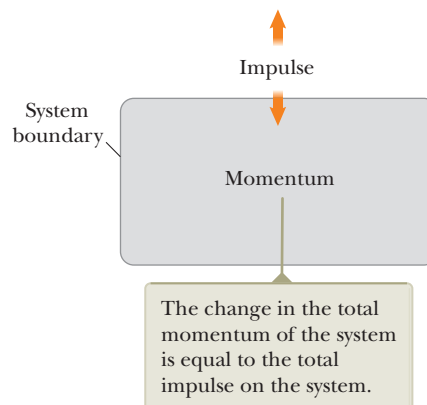 Impulse
System
boundary
Momentum
The change in the total
momentum of the system
is equal to the total
impulse on the system.